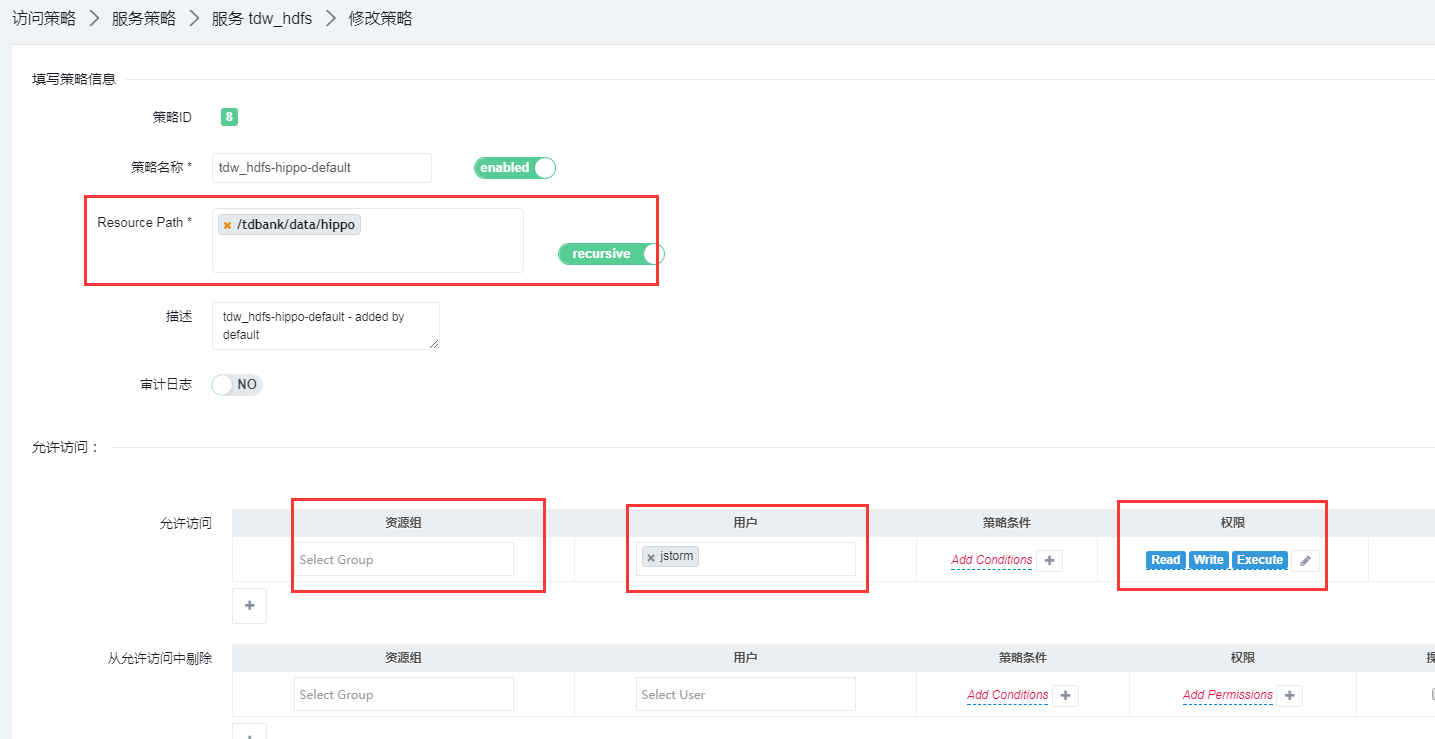 访问策略 > 服务策略 > 服务 tdw_hdfs > 修改策略
填写策略信息
策略ID 8
策略名称 * tdw_hdfs-hippo-default enabled
Resource Path * /tdbank/data/hippo
recursive
描述 tdw_hdfs-hippo-default - added by
default
审计日志 NO
允许访问：
允许访问 资源组 用户 策略条件 权限
Select Group jstorm Add Conditions + Read Write Execute
+
从允许访问中剔除 资源组 用户 策略条件 权限
Select Group Select User Add Conditions + Add Permissions +